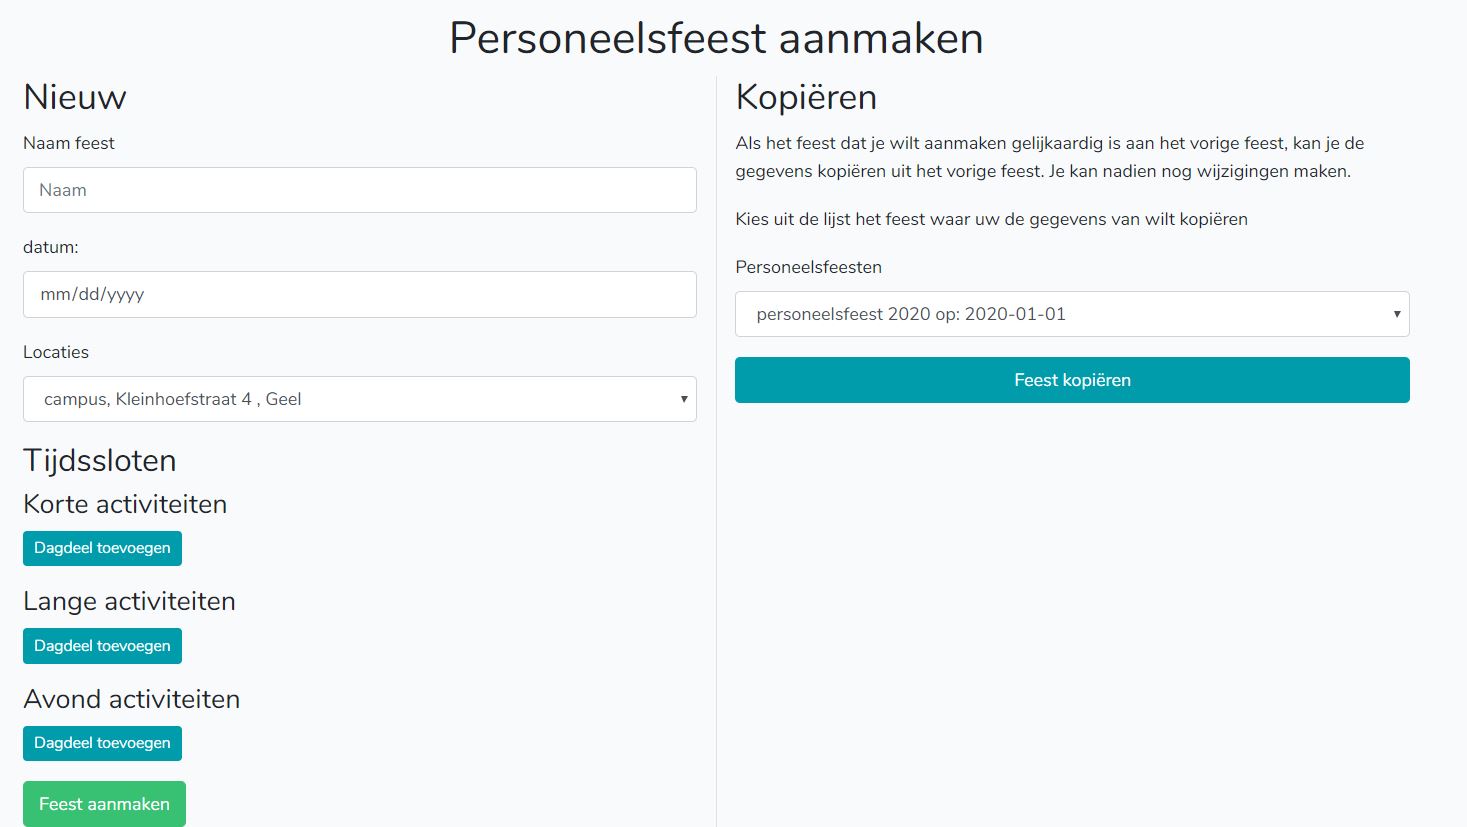 Personeelsfeest aanmaken
Nieuw
Naam feest
Naam
datum:
mm/dd/yyyy
Locaties
campus, Kleinhoefstraat 4 , Geel
Tijdssloten
Korte activiteiten
Dagdeel toevoegen
Lange activiteiten
Dagdeel toevoegen
Avond activiteiten
Dagdeel toevoegen
Feest aanmaken
Kopiëren
Als het feest dat je wilt aanmaken gelijkaardig is aan het vorige feest, kan je de
gegevens kopiëren uit het vorige feest. Je kan nadien nog wijzigingen maken.
Kies uit de lijst het feest waar uw de gegevens van wilt kopiëren
Personeelsfeesten
personeelsfeest 2020 op: 2020-01-01
Feest kopiëren